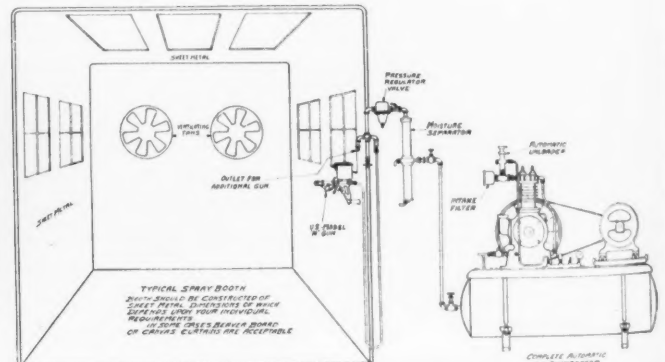 SHEET METAL
PRESSURE
REGULATOR
VALVE
MOISTURE
SEPARATOR
VENTILATING
FANS
AUTOMATIC
UNLOADER
OUTLET FOR
ADDITIONAL GUN
INTAKE
FILTER
SHEET METAL
U.S. MODEL
"A" GUN
TYPICAL SPRAY BOOTH
BOOTH SHOULD BE CONSTRUCTED OF
SHEET METAL DIMENSIONS OF WHICH
DEPENDS UPON YOUR INDIVIDUAL
REQUIREMENTS
IN SOME CASES BEAVER BOARD
OR CANVAS CURTAINS ARE ACCEPTABLE
COMPLETE AUTOMATIC